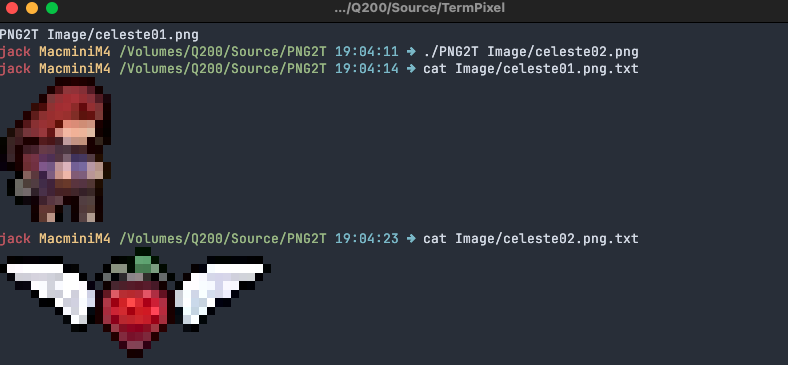 .../Q200/Source/TermPixel
PNG2T Image/celeste01.png
jack MacminiM4 /Volumes/Q200/Source/PNG2T 19:04:11 → ./PNG2T Image/celeste02.png
jack MacminiM4 /Volumes/Q200/Source/PNG2T 19:04:14 → cat Image/celeste01.png.txt
jack MacminiM4 /Volumes/Q200/Source/PNG2T 19:04:23 → cat Image/celeste02.png.txt